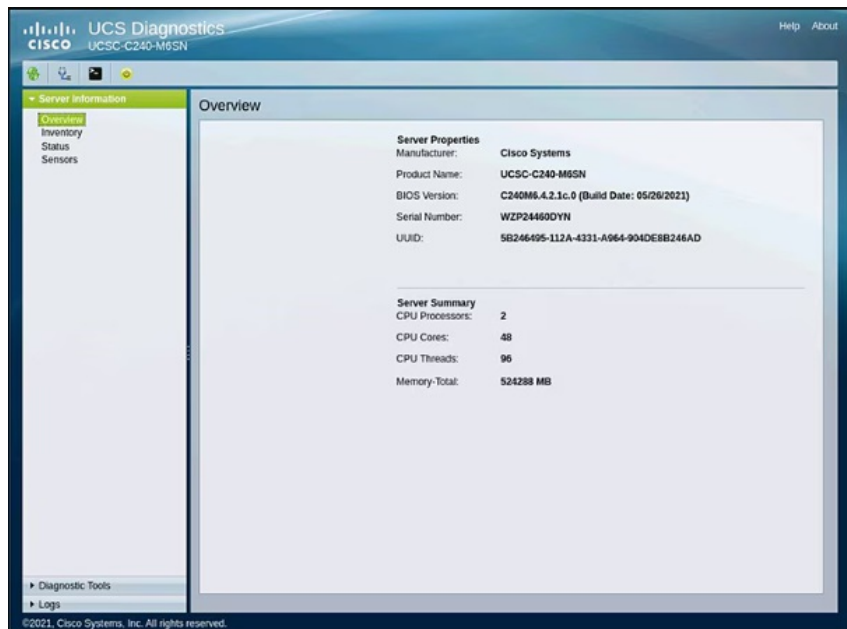 UCS Diagnostics
CISCO UCSC-C240-M6SN
Help About
Server Information
Overview
Inventory
Status
Sensors
Overview
Server Properties
Manufacturer: Cisco Systems
Product Name: UCSC-C240-M6SN
BIOS Version: C240M6.4.2.1c.0 (Build Date: 05/26/2021)
Serial Number: WZP24460DYN
UUID: 5B246495-112A-4331-A964-904DE8B246AD
Server Summary
CPU Processors: 2
CPU Cores: 48
CPU Threads: 96
Memory-Total: 524288 MB
Diagnostic Tools
Logs
©2021, Cisco Systems, Inc. All rights reserved.